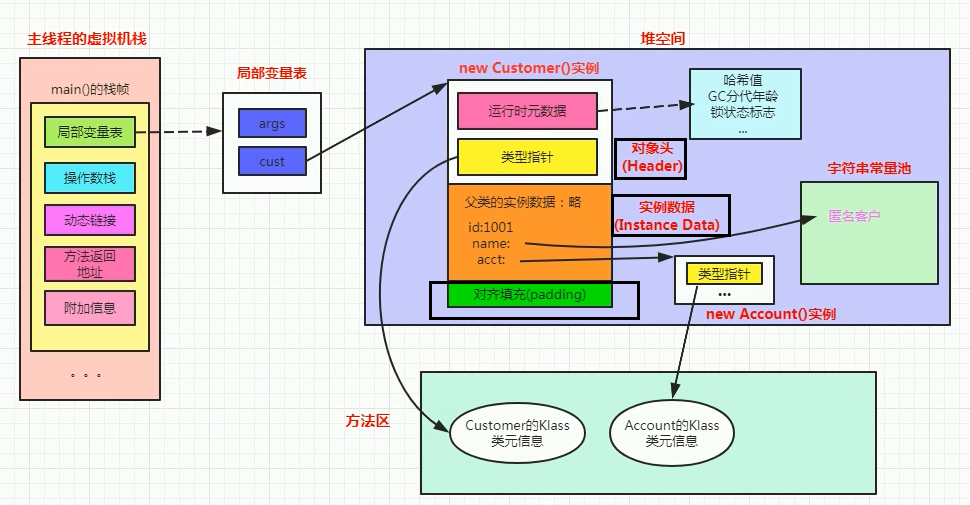 主线程的虚拟机栈
main()的栈帧
局部变量表
操作数栈
动态链接
方法返回
地址
附加信息
。。。
局部变量表
args
cust
堆空间
new Customer()实例
运行时元数据
类型指针
对象头
(Header)
哈希值
GC分代年龄
锁状态标志
...
父类的实例数据：略
id:1001
name:
acct:
实例数据
(Instance Data)
对齐填充(padding)
字符串常量池
匿名客户
类型指针
...
new Account()实例
方法区
Customer的Klass
类元信息
Account的Klass
类元信息